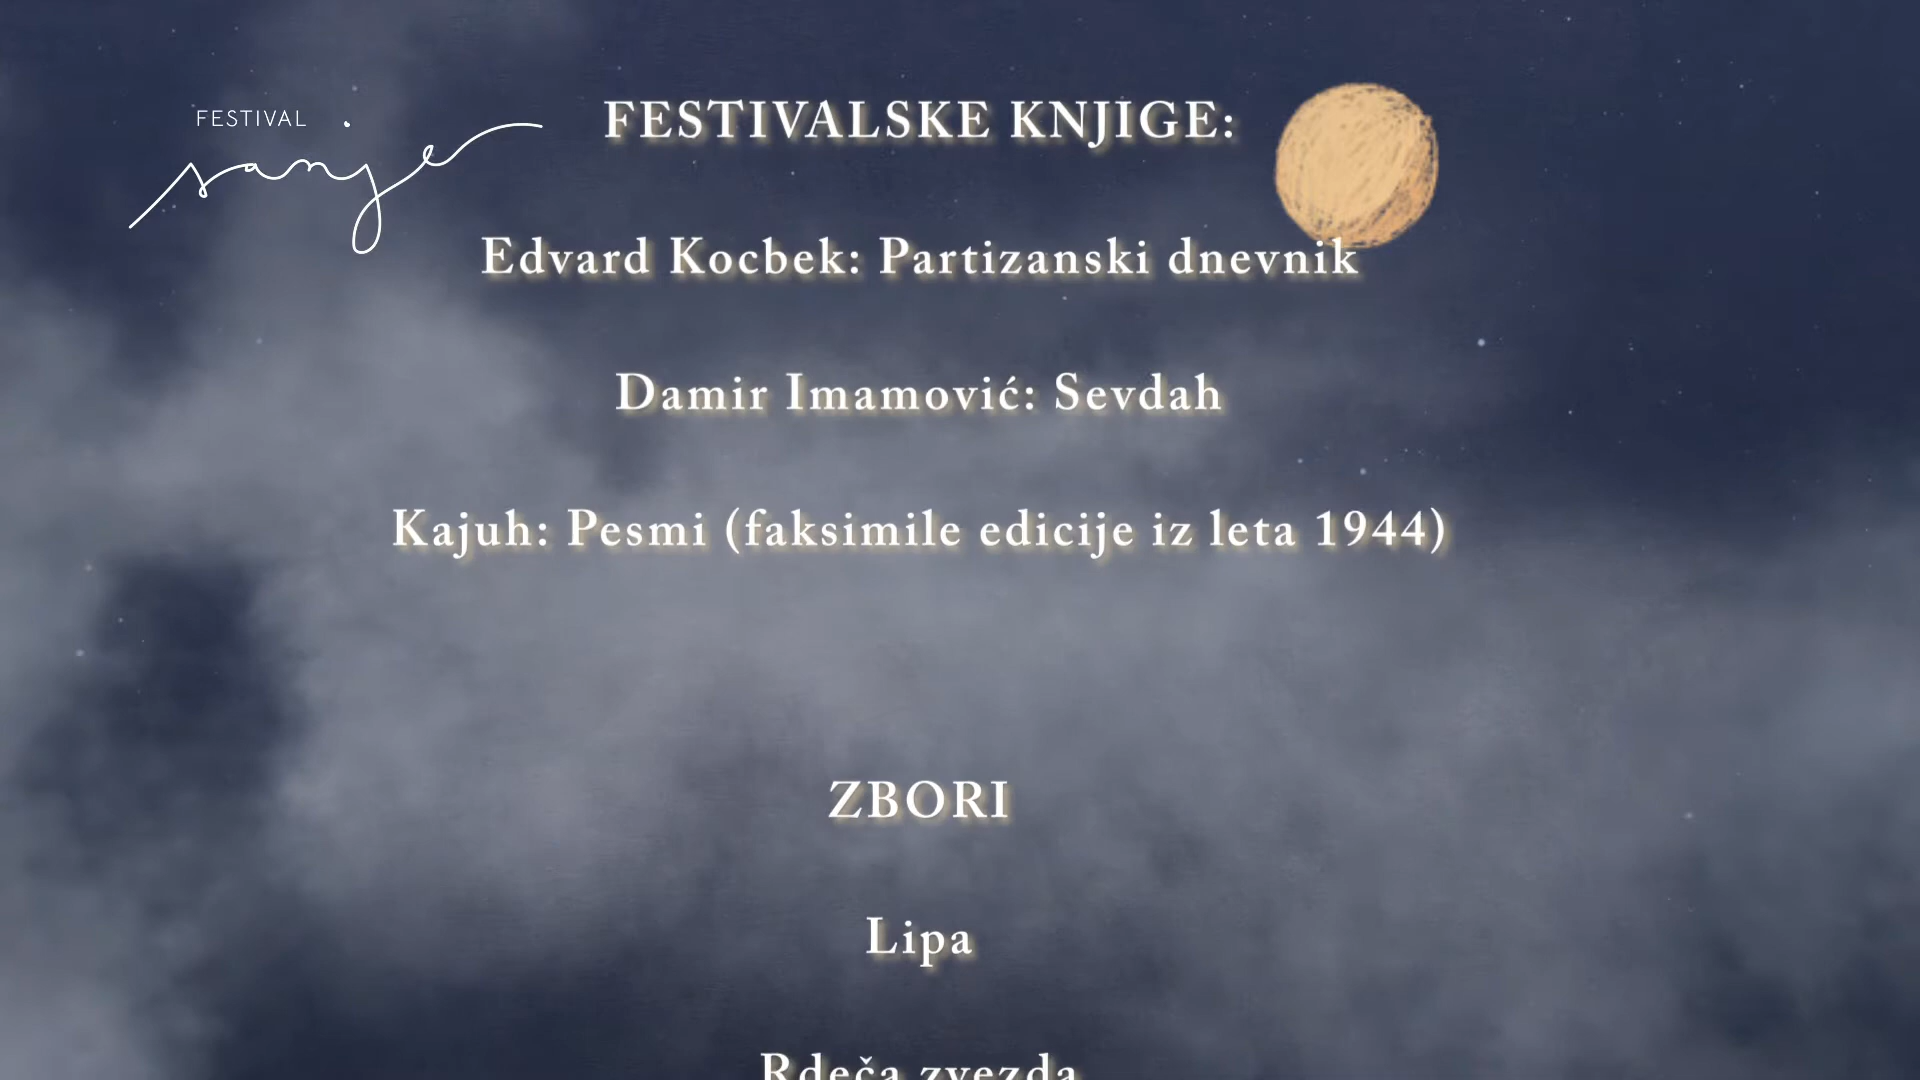 FESTIVAL
sanje
FESTIVALSKE KNJIGE:
Edvard Kocbek: Partizanski dnevnik
Damir Imamović: Sevdah
Kajuh: Pesmi (faksimile edicije iz leta 1944)
ZBORI
Lipa
Rdeča zvezda